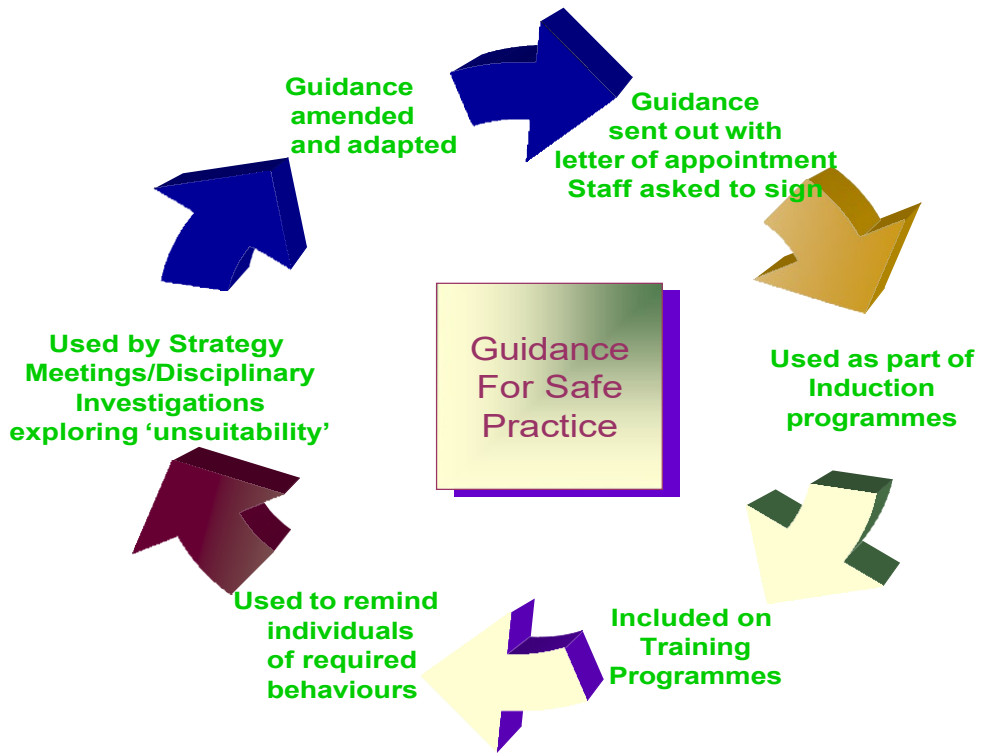 Guidance
amended
and adapted
Guidance
sent out with
letter of appointment
Staff asked to sign
Used as part of
Induction
programmes
Included on
Training
Programmes
Used to remind
individuals
of required
behaviours
Used by Strategy
Meetings/Disciplinary
Investigations
exploring ‘unsuitability’
Guidance
For Safe
Practice